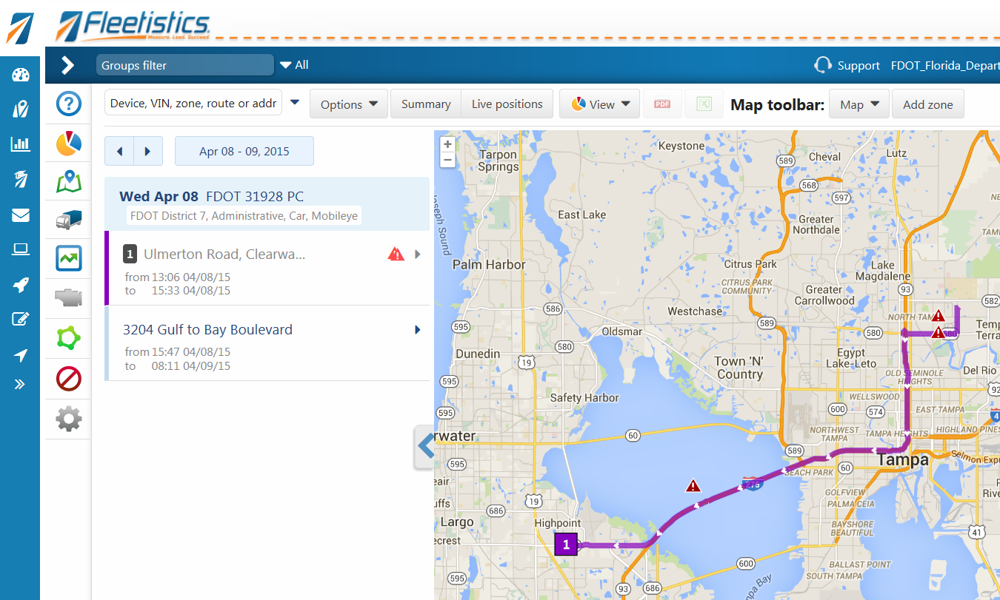 Fleetistics
Measure. Lead. Succeed.
Groups filter
All
Support
FDOT_Florida_Depart
Device, VIN, zone, route or addr
Options
Summary
Live positions
View
PDF
Map toolbar:
Map
Add zone
Apr 08 - 09, 2015
Wed Apr 08 FDOT 31928 PC
FDOT District 7, Administrative, Car, Mobileye
1 Ulmerton Road, Clearwa...
from 13:06 04/08/15
to 15:33 04/08/15
3204 Gulf to Bay Boulevard
from 15:47 04/08/15
to 08:11 04/09/15
+
−
Keystone
Tarpon
Springs
589
Cheval
Lutz
568
597
East Lake
Joseph Sound
Greater
Northdale
Palm Harbor
Citrus Park
CITRUS PARK
COMMUNITY
Lake
Magdalene
93
Greater
Carrollwood
582
586
Westchase
NORTH TAM
595
589
Oldsmar
580
580
Temp
Terra
580
Dunedin
19
Egypt
Lake-Leto
Town 'N'
Country
Del Rio
OLD SEMINOLE
HEIGHTS
595
92
Safety Harbor
WELLSWOOD
595
600
574
EAST TAMPA
4
NORTHWEST
TAMPA
TAMPA HEIGHTS
HIGHLAND PINES
rwater
60
589
Selmon Expr
595
Tampa
60
BEACH PARK
eair
275
GOLFVIEW
PALMA CEIA
Riv
uffs
19
686
Largo
Highpoint
BAYSHORE
BEAUTIFUL
41
ecrest
1
600
BALLAST POINT
SOUTH TAMPA
595
93
686
Tampa Bay